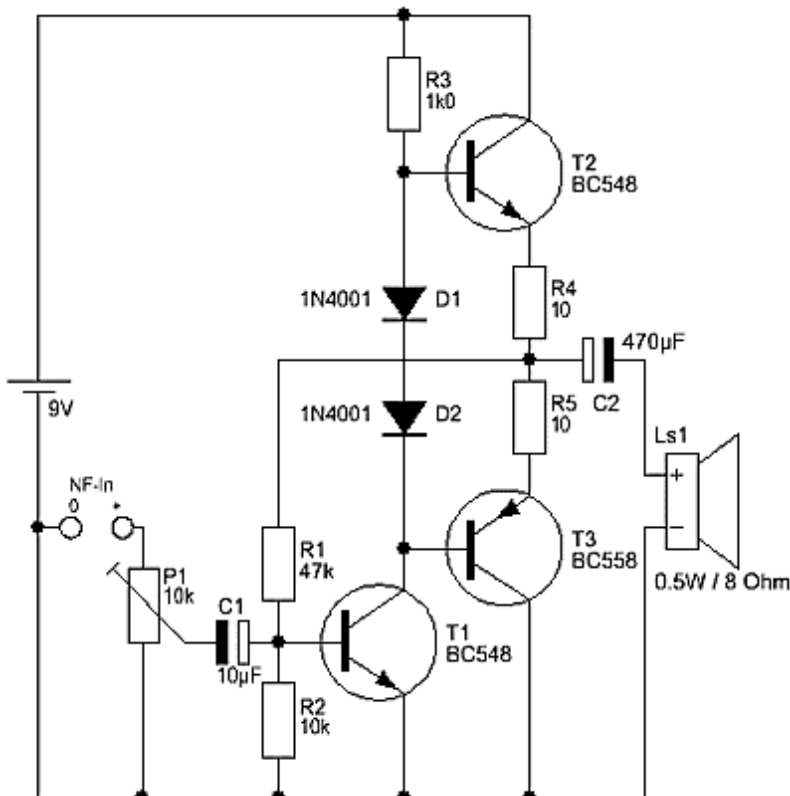 R3
1k0
T2
BC548
1N4001
D1
R4
10
470µF
C2
9V
1N4001
D2
R5
10
Ls1
+
−
0.5W / 8 Ohm
NF-In
0
+
P1
10k
C1
10µF
R1
47k
T3
BC558
T1
BC548
R2
10k